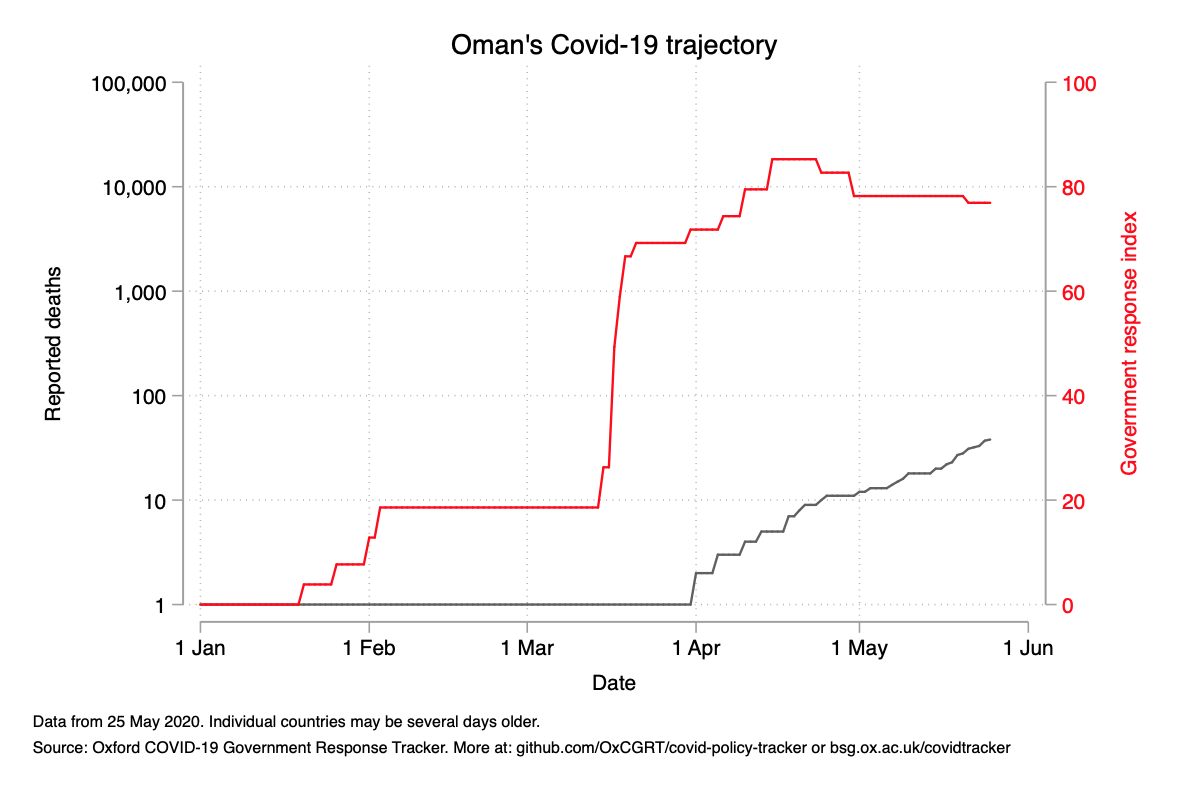 Oman's Covid-19 trajectory
100,000
10,000
1,000
100
10
1
Reported deaths
100
80
60
40
20
0
Government response index
1 Jan
1 Feb
1 Mar
1 Apr
1 May
1 Jun
Date
Data from 25 May 2020. Individual countries may be several days older.
Source: Oxford COVID-19 Government Response Tracker. More at: github.com/OxCGRT/covid-policy-tracker or bsg.ox.ac.uk/covidtracker